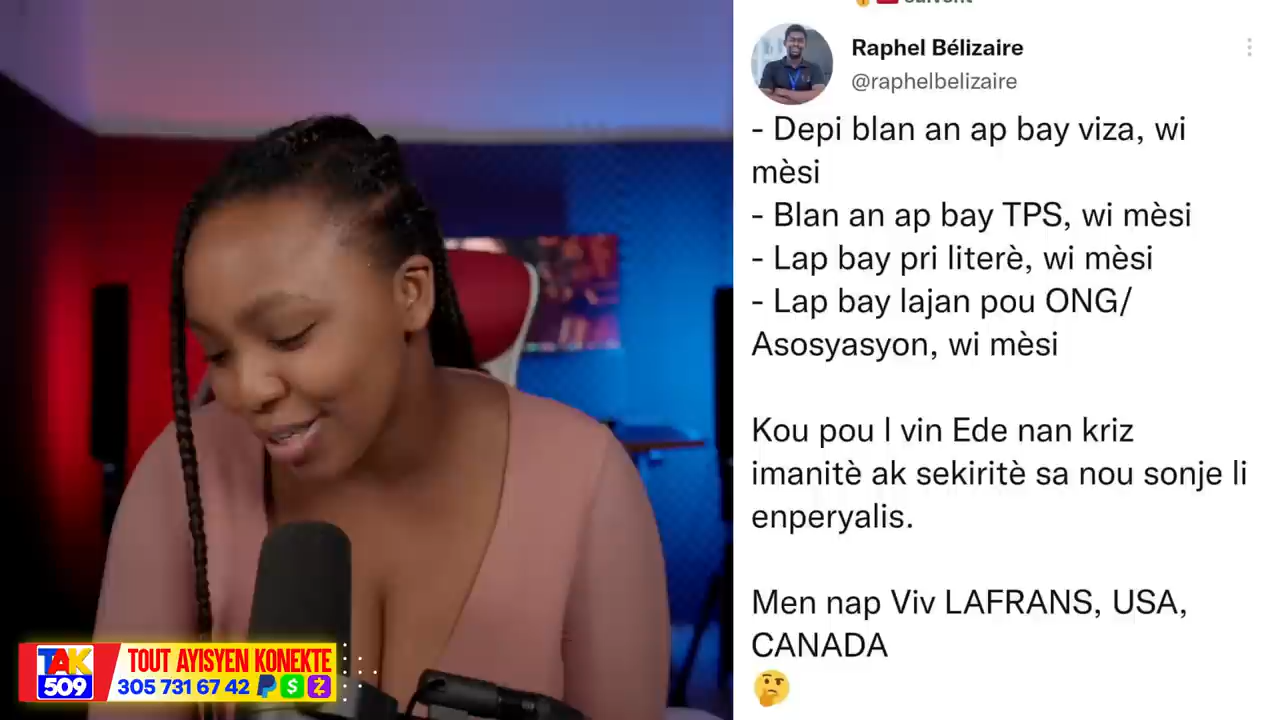 Raphel Bélizaire
@raphelbelizaire
- Depi blan an ap bay viza, wi
mèsi
- Blan an ap bay TPS, wi mèsi
- Lap bay pri literè, wi mèsi
- Lap bay lajan pou ONG/
Asosyasyon, wi mèsi
Kou pou l vin Ede nan kriz
imanitè ak sekiritè sa nou sonje li
enperyalis.
Men nap Viv LAFRANS, USA,
CANADA
TAK
509
TOUT AYISYEN KONEKTE
305 731 67 42